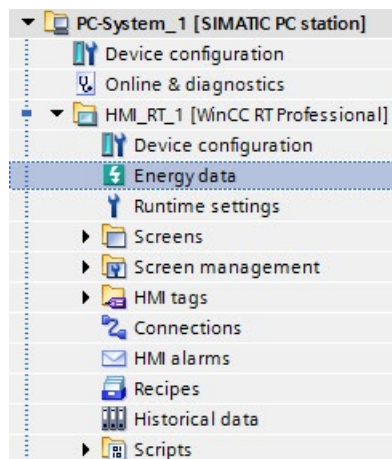 PC-System_1 [SIMATIC PC station]
Device configuration
Online & diagnostics
HMI_RT_1 [WinCC RT Professional]
Device configuration
Energy data
Runtime settings
Screens
Screen management
HMI tags
Connections
HMI alarms
Recipes
Historical data
Scripts